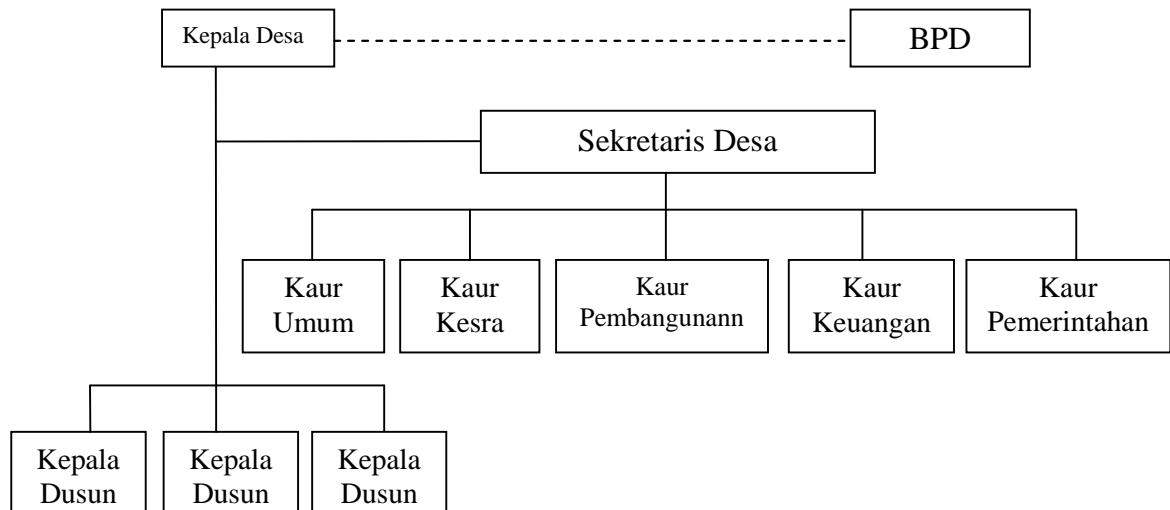 Kepala Desa
BPD
Sekretaris Desa
Kaur
Umum
Kaur
Kesra
Kaur
Pembangunann
Kaur
Keuangan
Kaur
Pemerintahan
Kepala
Dusun
Kepala
Dusun
Kepala
Dusun